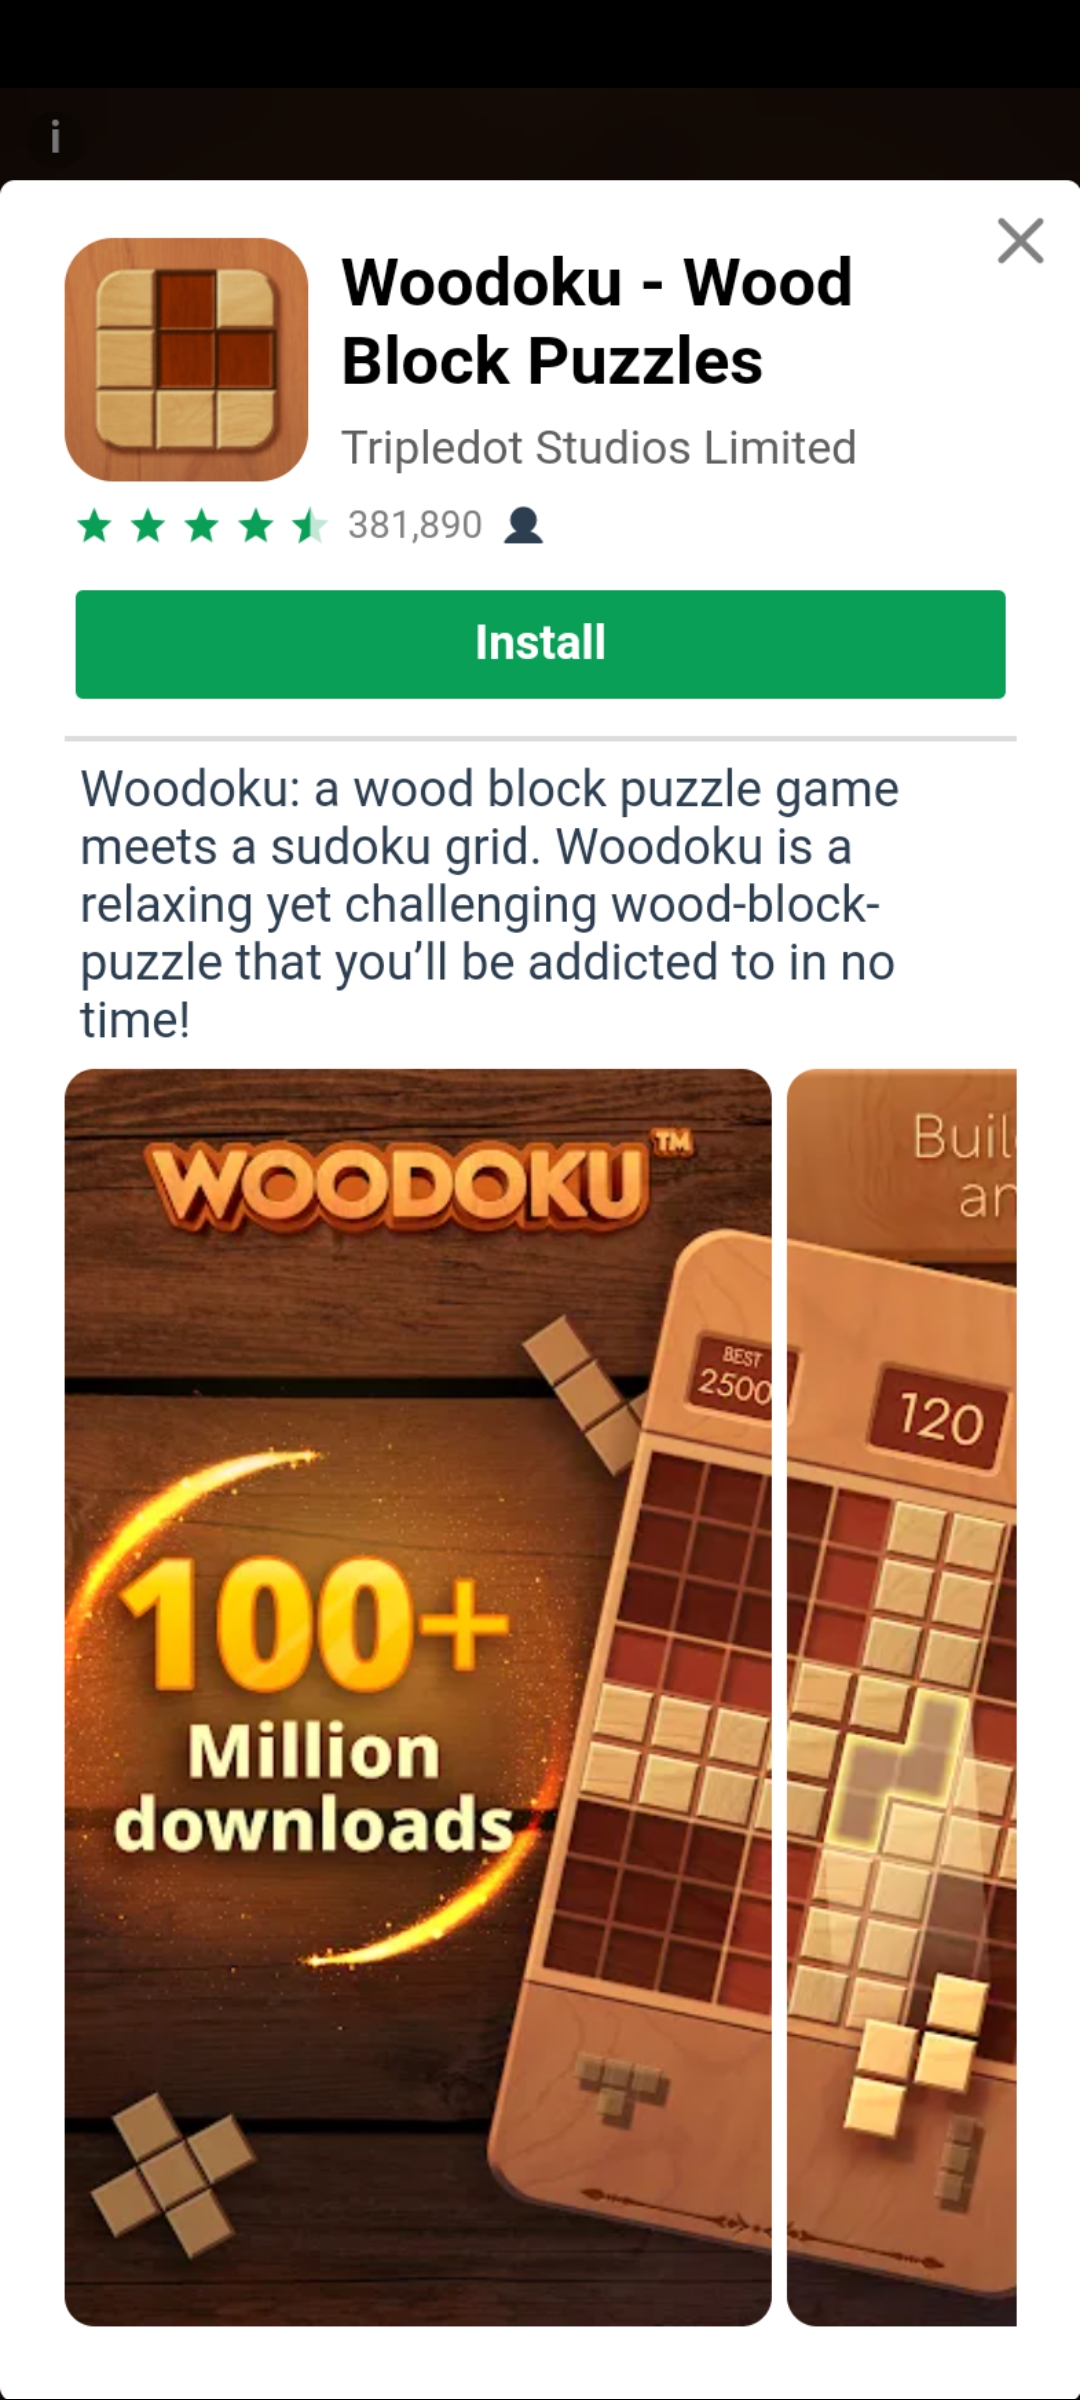 i
Woodoku - Wood
Block Puzzles
Tripledot Studios Limited
381,890
Install
Woodoku: a wood block puzzle game
meets a sudoku grid. Woodoku is a
relaxing yet challenging wood-block-
puzzle that you’ll be addicted to in no
time!
WOODOKU™
BEST
2500
100+
Million
downloads
120